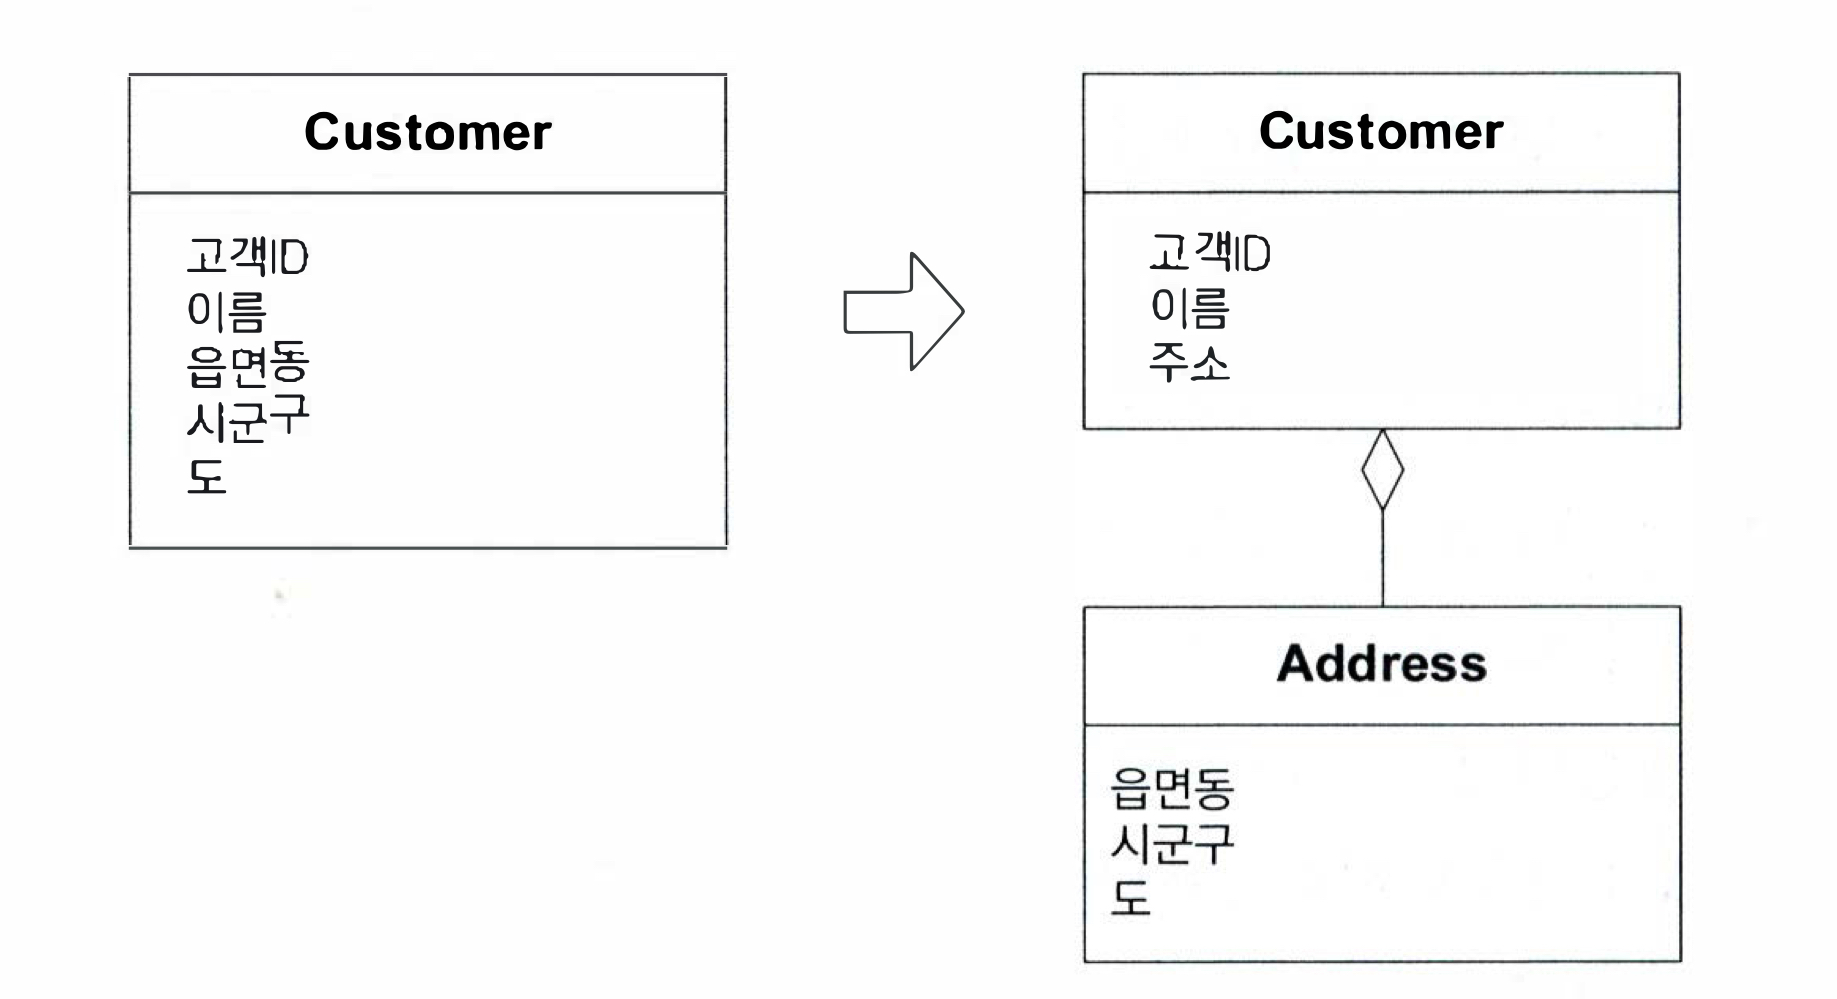 Customer
고객ID
이름
읍면동
시군구
도
Customer
고객ID
이름
주소
Address
읍면동
시군구
도